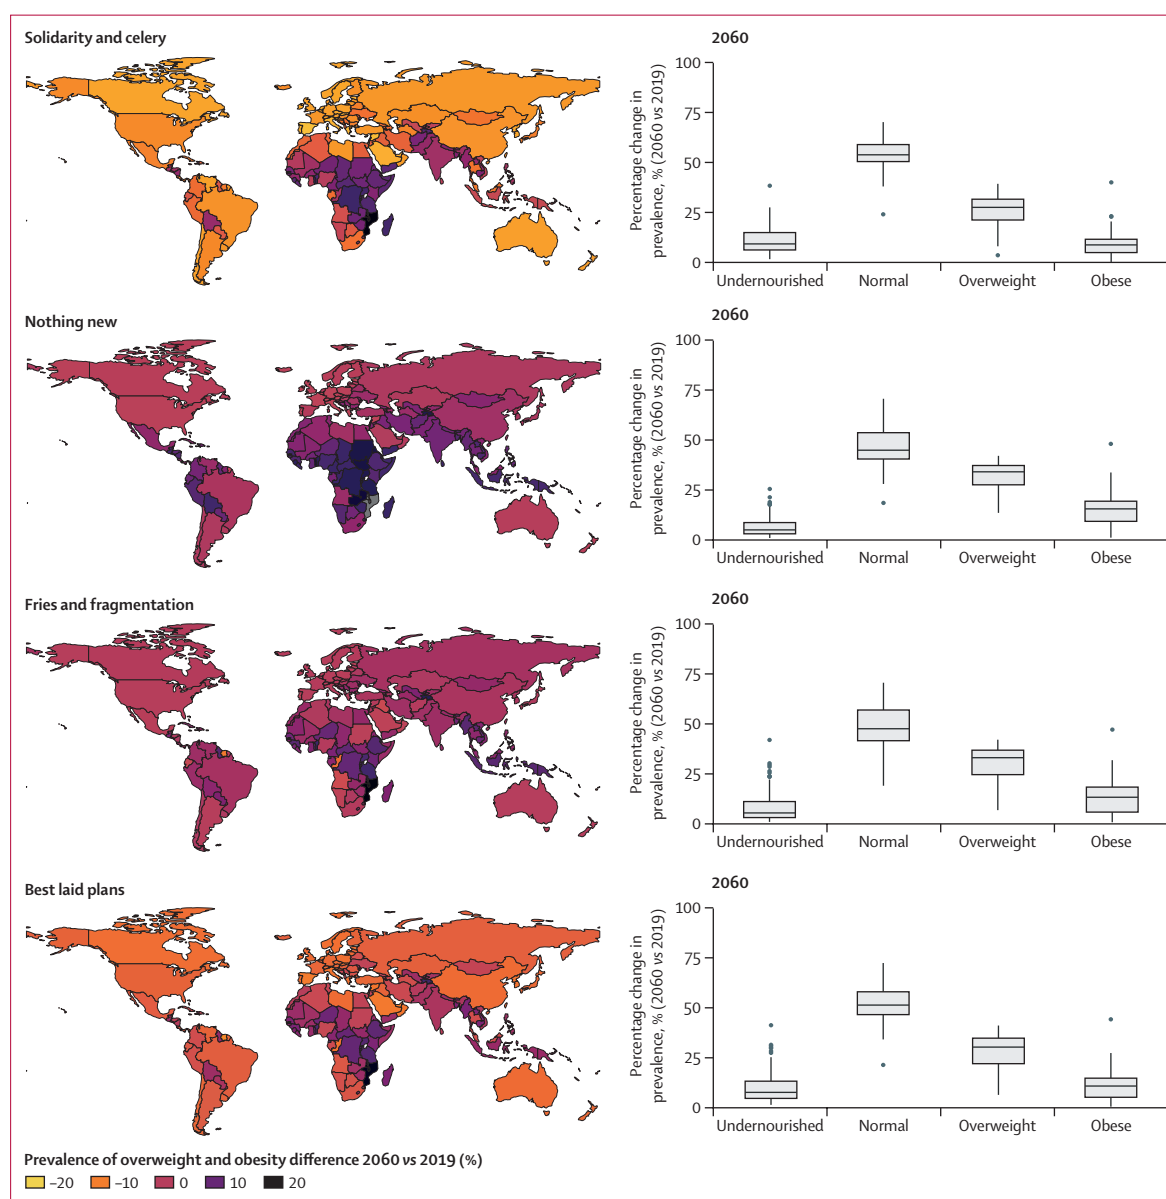 Solidarity and celery
2060
Percentage change in
prevalence, % (2060 vs 2019)
100
75
50
25
0
Undernourished
Normal
Overweight
Obese
Nothing new
2060
Percentage change in
prevalence, % (2060 vs 2019)
100
75
50
25
0
Undernourished
Normal
Overweight
Obese
Fries and fragmentation
2060
Percentage change in
prevalence, % (2060 vs 2019)
100
75
50
25
0
Undernourished
Normal
Overweight
Obese
Best laid plans
2060
Percentage change in
prevalence, % (2060 vs 2019)
100
75
50
25
0
Undernourished
Normal
Overweight
Obese
Prevalence of overweight and obesity difference 2060 vs 2019 (%)
–20 –10 0 10 20